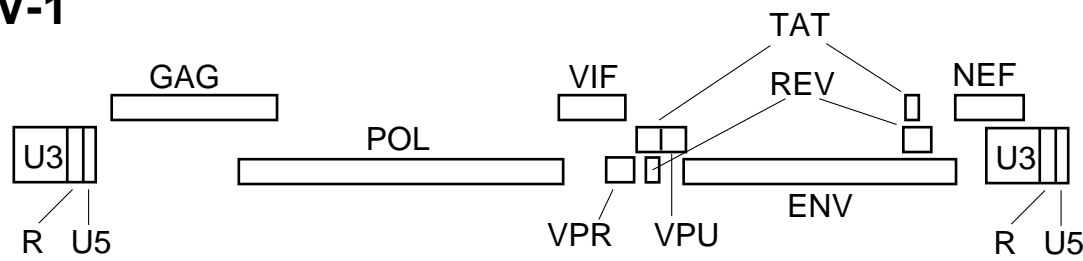 V-1
TAT
GAG
VIF
REV
NEF
POL
U3
U3
ENV
R
U5
VPR
VPU
R
U5